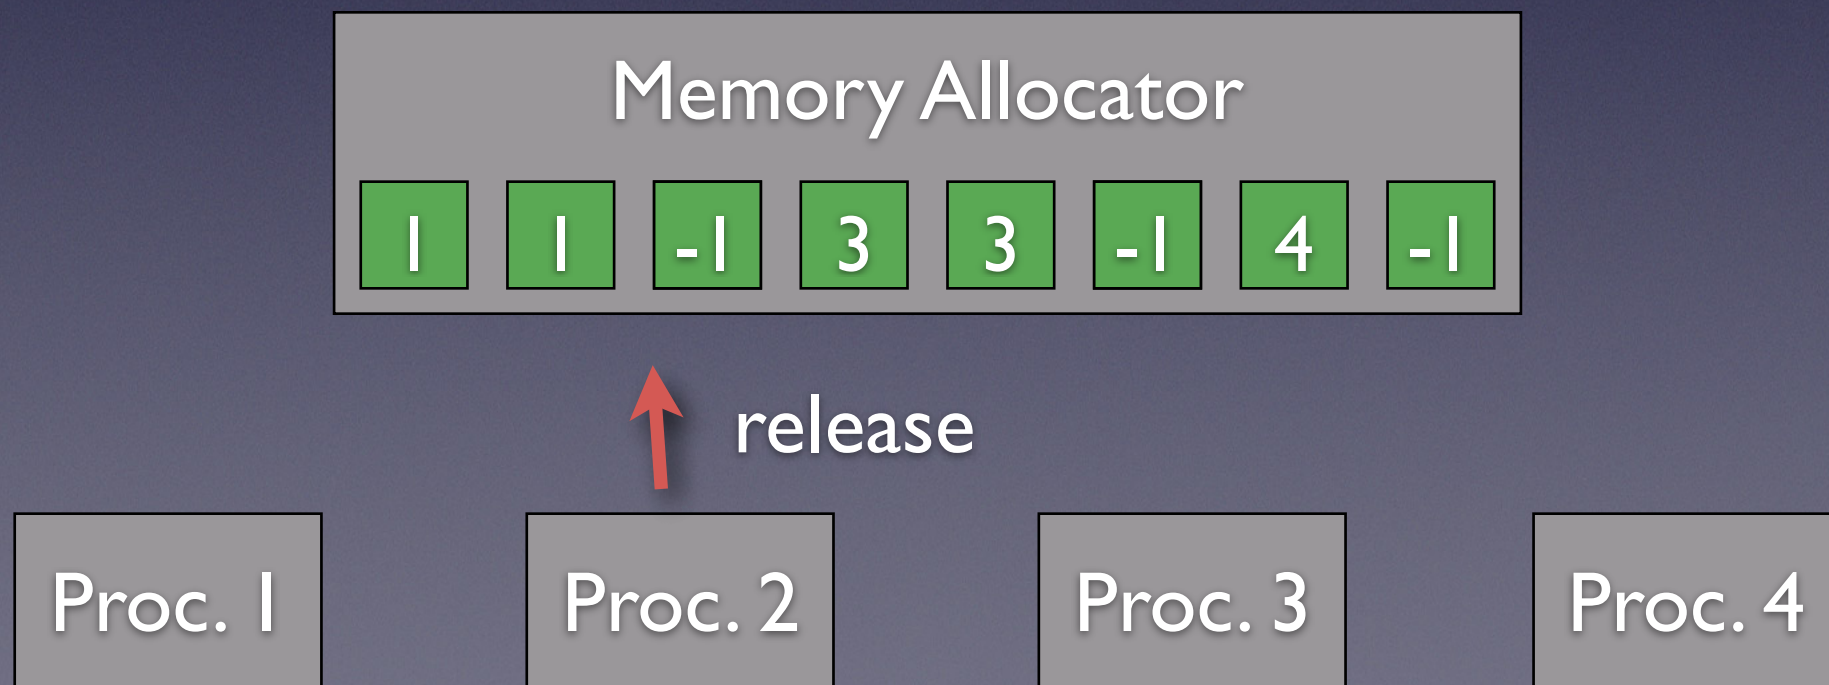 Memory Allocator
1 1 -1 3 3 -1 4 -1
release
Proc. 1 Proc. 2 Proc. 3 Proc. 4